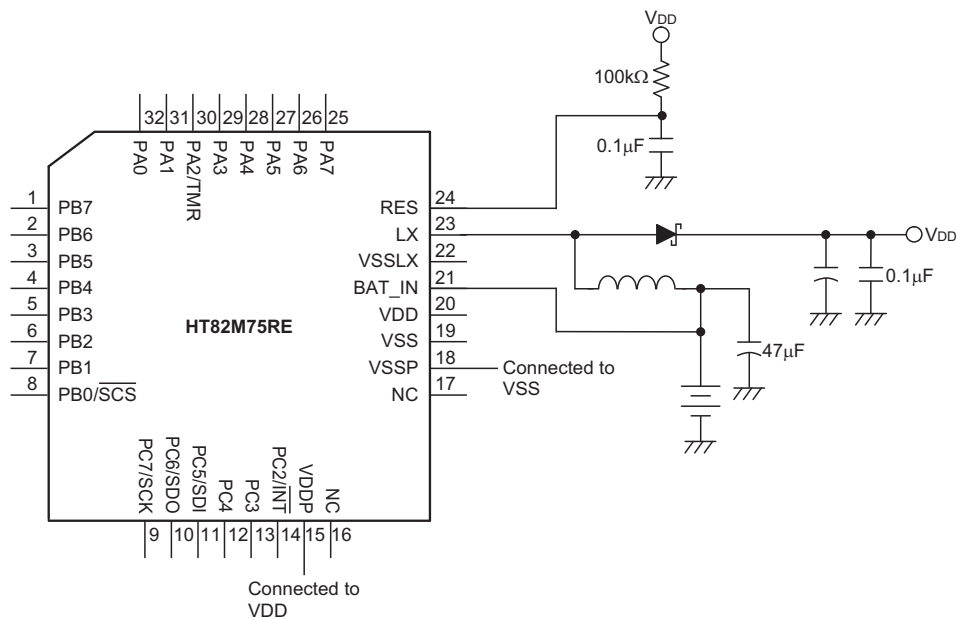 VDD
100kΩ
0.1μF
32 31 30 29 28 27 26 25
PA0
PA1
PA2/TMR
PA3
PA4
PA5
PA6
PA7
1 PB7
2 PB6
3 PB5
4 PB4
5 PB3
6 PB2
7 PB1
8 PB0/SCS
HT82M75RE
RES 24
LX 23
VSSLX 22
BAT_IN 21
VDD 20
VSS 19
VSSP 18
NC 17
VDD
0.1μF
47μF
Connected to
VSS
PC7/SCK
PC6/SDO
PC5/SDI
PC4
PC3
PC2/INT
VDDP
NC
9 10 11 12 13 14 15 16
Connected to
VDD